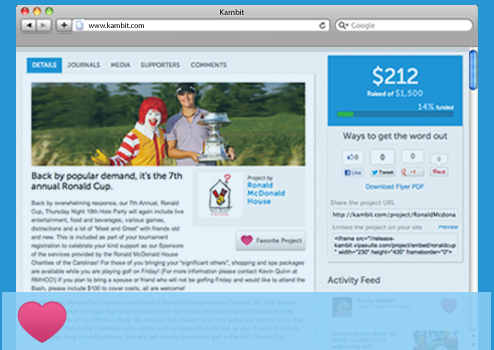 Kambit
www.kambit.com
Google
DETAILS JOURNALS MEDIA SUPPORTERS COMMENTS
$212
Raised of $1,500
14% funded
Back by popular demand, it's the 7th
annual Ronald Cup.
Back by overwhelming response, our 7th Annual, Ronald
Cup, Thursday Night 19th Hole Party will again include live
entertainment, food and beverages, various games,
distractions and a lot of "Meet and Greet" with friends old
and new. This is included as part of your tournament
registration to celebrate your kind support as our Sponsors
of the services provided by the Ronald McDonald House
Charities of the Carolinas! For those of you bringing your "significant others", shopping and spa packages
are available while you are playing golf on Friday! (For more information please contact Kevin Quinn at
RMHCO!) If you plan to bring a spouse or friend who will not be golfing Friday and would like to attend the
Bash, please include $100 to cover costs, all are welcome!
Project by
Ronald
McDonald
House
Favorite Project
Ways to get the word out
0 0 0 0
Like Tweet +1 Pin it
Download Flyer PDF
Share the project URL
http://kambit.com/project/RonaldMcdona
Embed the project on your site Preview
<iframe src="//release-
kambit.vipesuite.com/project/embed/ronaldcup
" width="230" height="435" frameborder="0">
Activity Feed